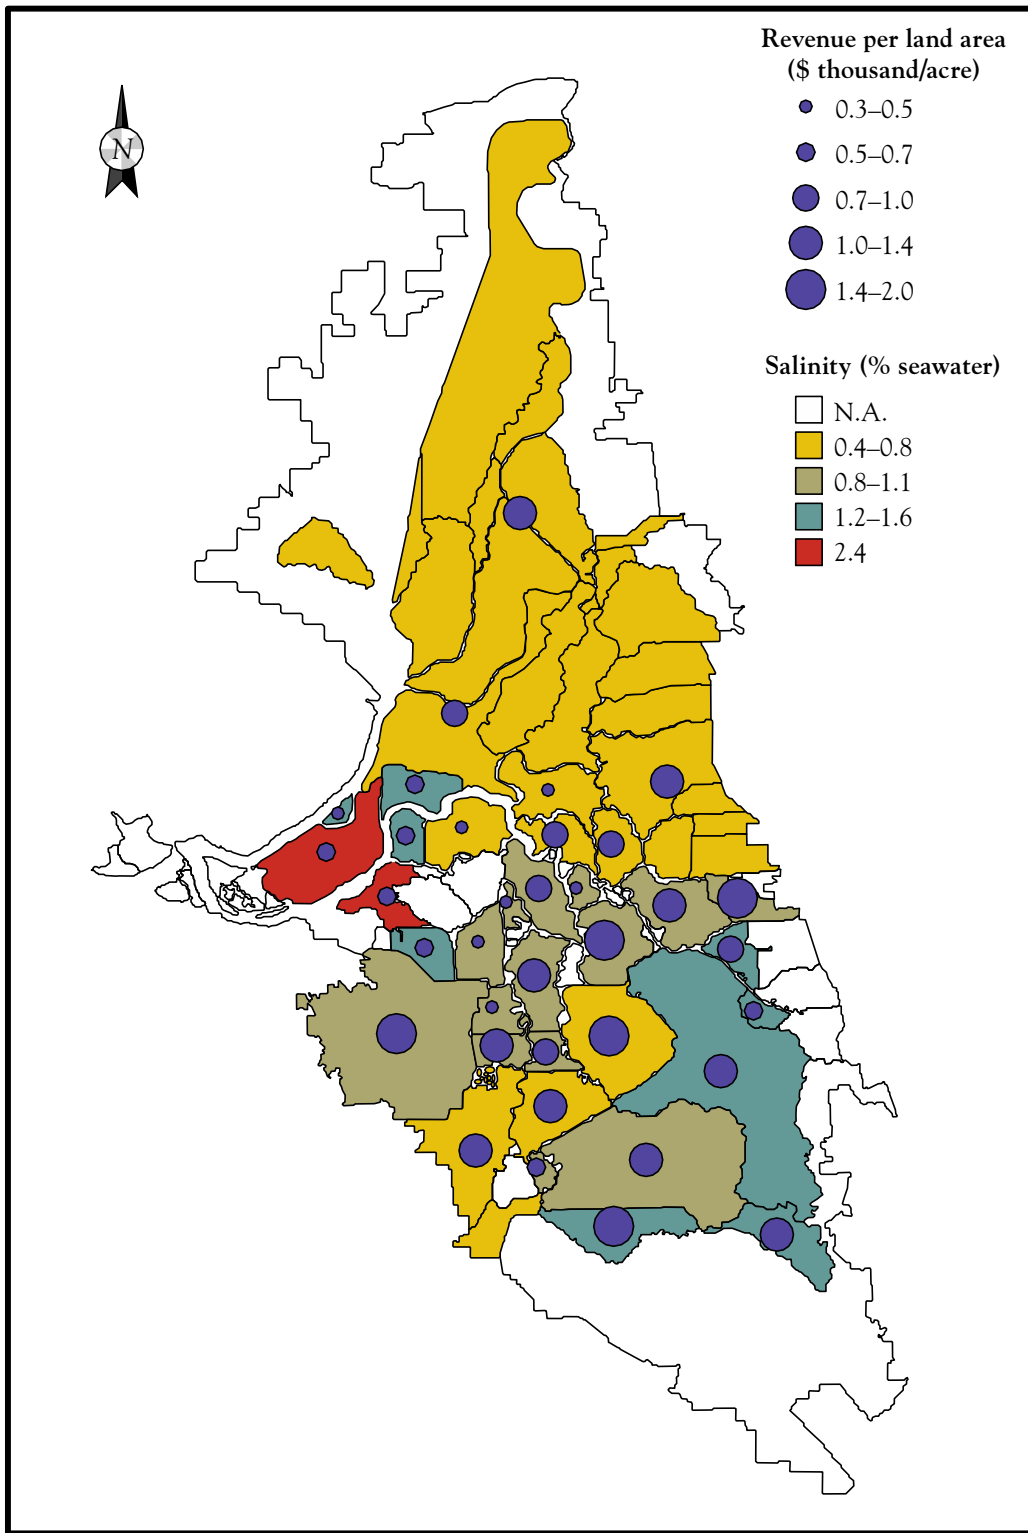 Revenue per land area
($ thousand/acre)
0.3–0.5
0.5–0.7
0.7–1.0
1.0–1.4
1.4–2.0
N
Salinity (% seawater)
N.A.
0.4–0.8
0.8–1.1
1.2–1.6
2.4